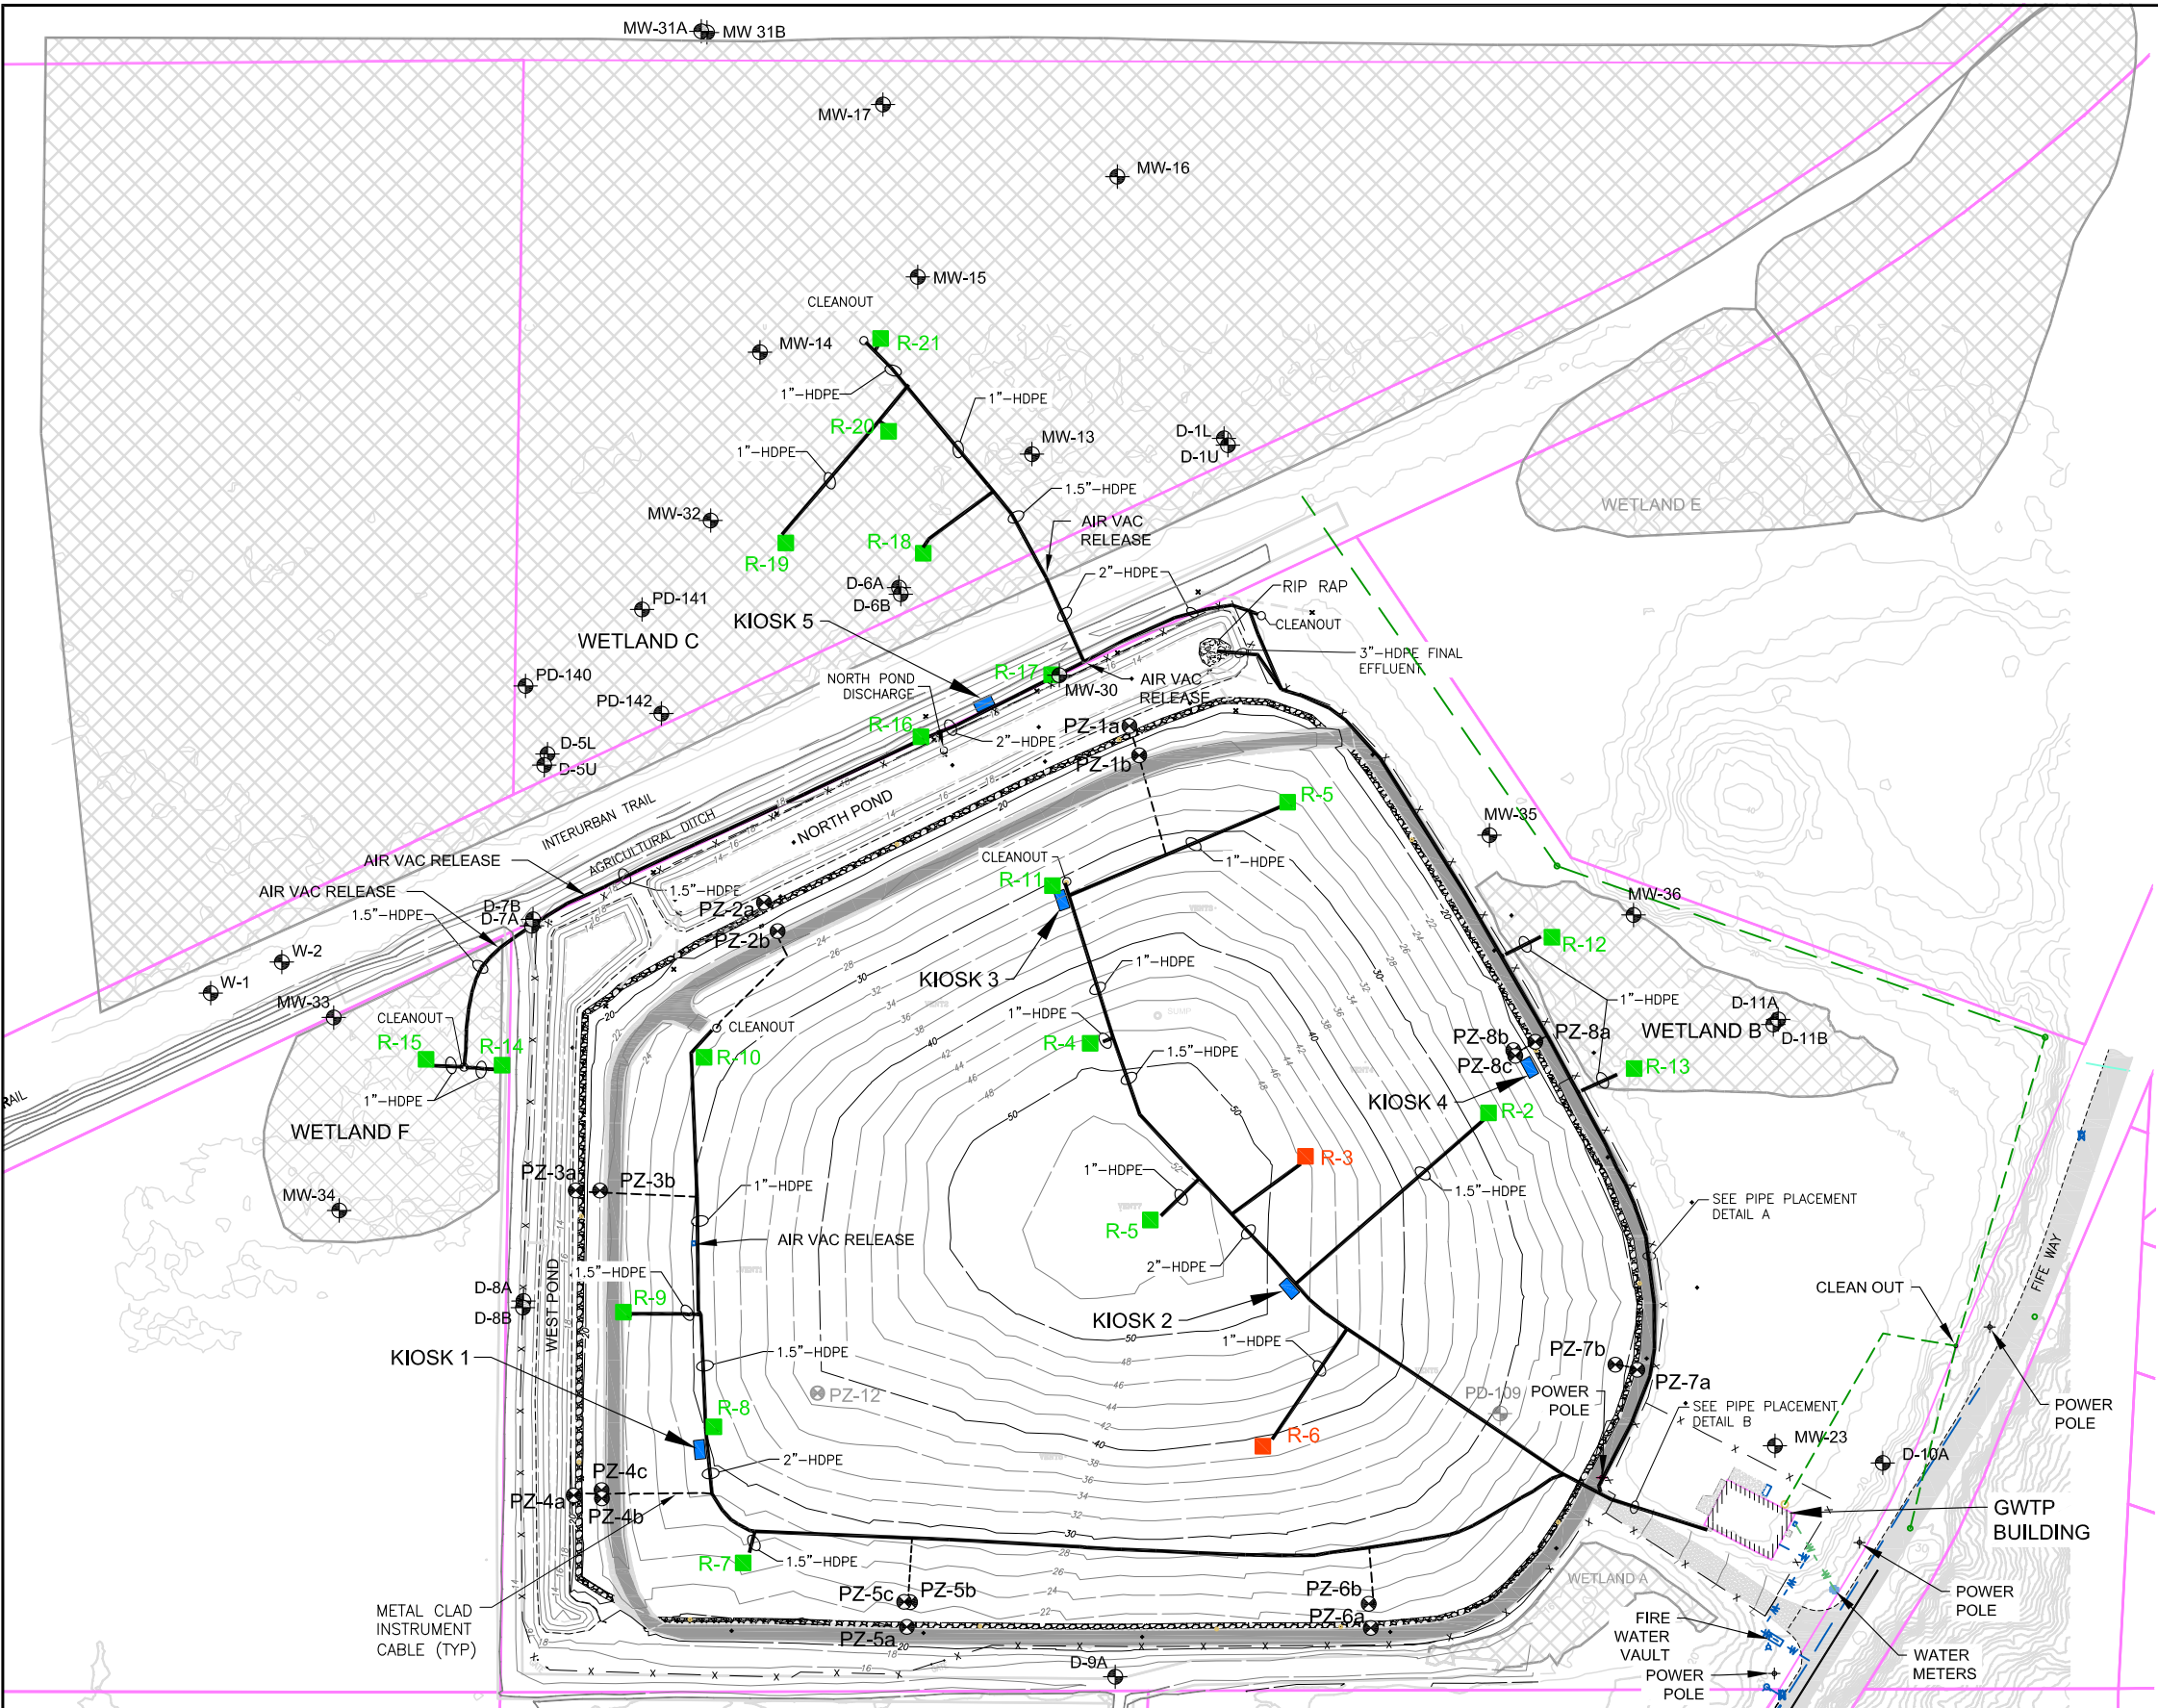 MW-31A
MW 31B
MW-17
MW-16
MW-15
CLEANOUT
MW-14
R-21
1"-HDPE
1"-HDPE
R-20
MW-13
D-1L
D-1U
1"-HDPE
1.5"-HDPE
WETLAND E
MW-32
AIR VAC
RELEASE
R-18
R-19
2"-HDPE
D-6A
D-6B
RIP RAP
PD-141
KIOSK 5
CLEANOUT
WETLAND C
3"-HDPE FINAL
EFFLUENT
R-17
NORTH POND
DISCHARGE
MW-30
AIR VAC
RELEASE
PD-140
PD-142
R-16
2"-HDPE
PZ-1a
PZ-1b
D-5L
D-5U
INTERURBAN TRAIL
NORTH POND
R-5
MW-35
AGRICULTURAL DITCH
AIR VAC RELEASE
CLEANOUT
1"-HDPE
R-11
AIR VAC RELEASE
1.5"-HDPE
1.5"-HDPE
D-7B
D-7A
PZ-2a
PZ-2b
MW-36
R-12
W-2
W-1
KIOSK 3
1"-HDPE
1"-HDPE
MW-33
CLEANOUT
CLEANOUT
1"-HDPE
SUMP
D-11A
D-11B
WETLAND B
PZ-8b
PZ-8a
PZ-8c
R-15
R-14
R-10
R-4
1.5"-HDPE
R-13
1"-HDPE
KIOSK 4
R-2
RAIL
WETLAND F
PZ-3a
PZ-3b
1"-HDPE
R-3
1"-HDPE
1.5"-HDPE
MW-34
SEE PIPE PLACEMENT
DETAIL A
R-5
AIR VAC RELEASE
1.5"-HDPE
2"-HDPE
FIFE WAY
CLEAN OUT
WEST POND
D-8A
D-8B
R-9
KIOSK 2
1"-HDPE
KIOSK 1
1.5"-HDPE
PZ-7b
PZ-7a
PZ-12
PD-109
POWER
POLE
POWER
POLE
SEE PIPE PLACEMENT
DETAIL B
R-8
R-6
MW-23
D-10A
2"-HDPE
PZ-4c
PZ-4a
PZ-4b
GWTP
BUILDING
R-7
1.5"-HDPE
PZ-5c
PZ-5b
PZ-6b
PZ-6a
PZ-5a
WETLAND A
METAL CLAD
INSTRUMENT
CABLE (TYP)
POWER
POLE
FIRE
WATER
VAULT
WATER
METERS
POWER
POLE
D-9A